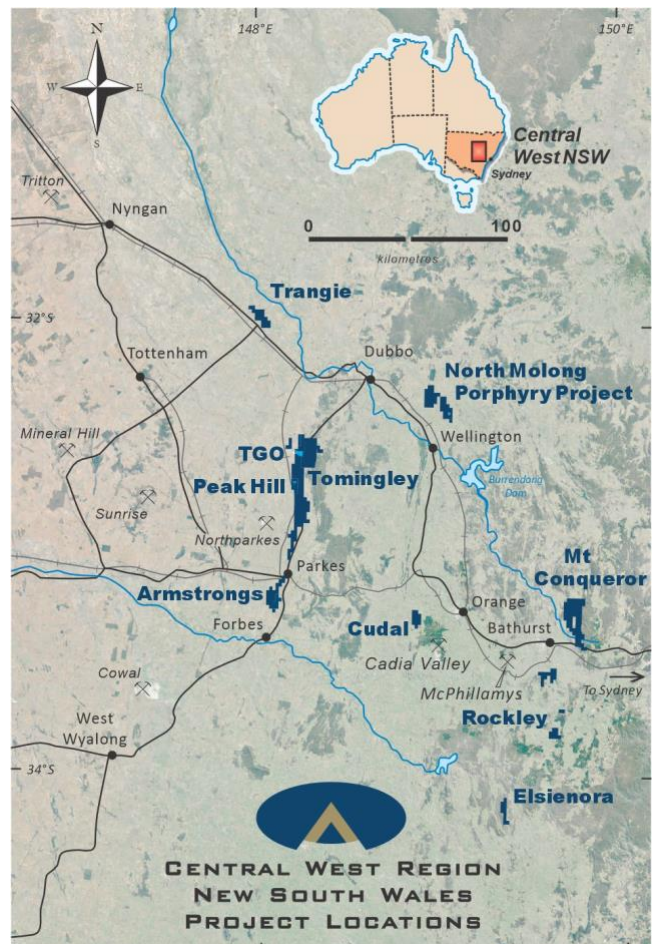 148°E
150°E
N
W
E
S
Central
West NSW
Sydney
0
100
kilometres
Tritton
Nyngan
Trangie
32°S
Tottenham
Dubbo
North Molong
Porphyry Project
Mineral Hill
Wellington
TGO
Peak Hill
Tomingley
Burrendong
Dam
Sunrise
Northparkes
Mt
Conqueror
Parkes
Armstrongs
Orange
Forbes
Cudal
Bathurst
Cadia Valley
Cowal
McPhillamys
To Sydney
West
Wyalong
Rockley
34°S
Elsienora
CENTRAL WEST REGION
NEW SOUTH WALES
PROJECT LOCATIONS